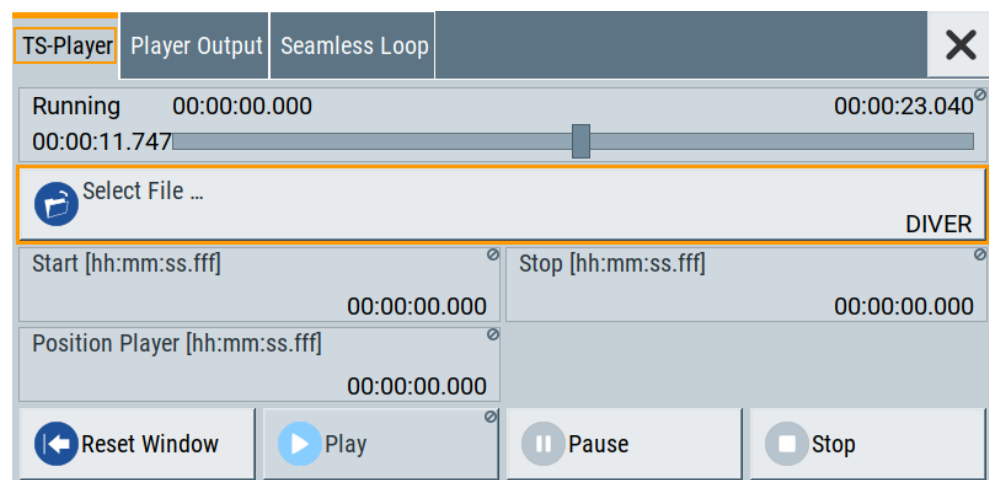 TS-Player Player Output Seamless Loop
Running 00:00:00.000 00:00:23.040
00:00:11.747
Select File ...
DIVER
Start [hh:mm:ss.fff] Stop [hh:mm:ss.fff]
00:00:00.000 00:00:00.000
Position Player [hh:mm:ss.fff]
00:00:00.000
Reset Window Play Pause Stop